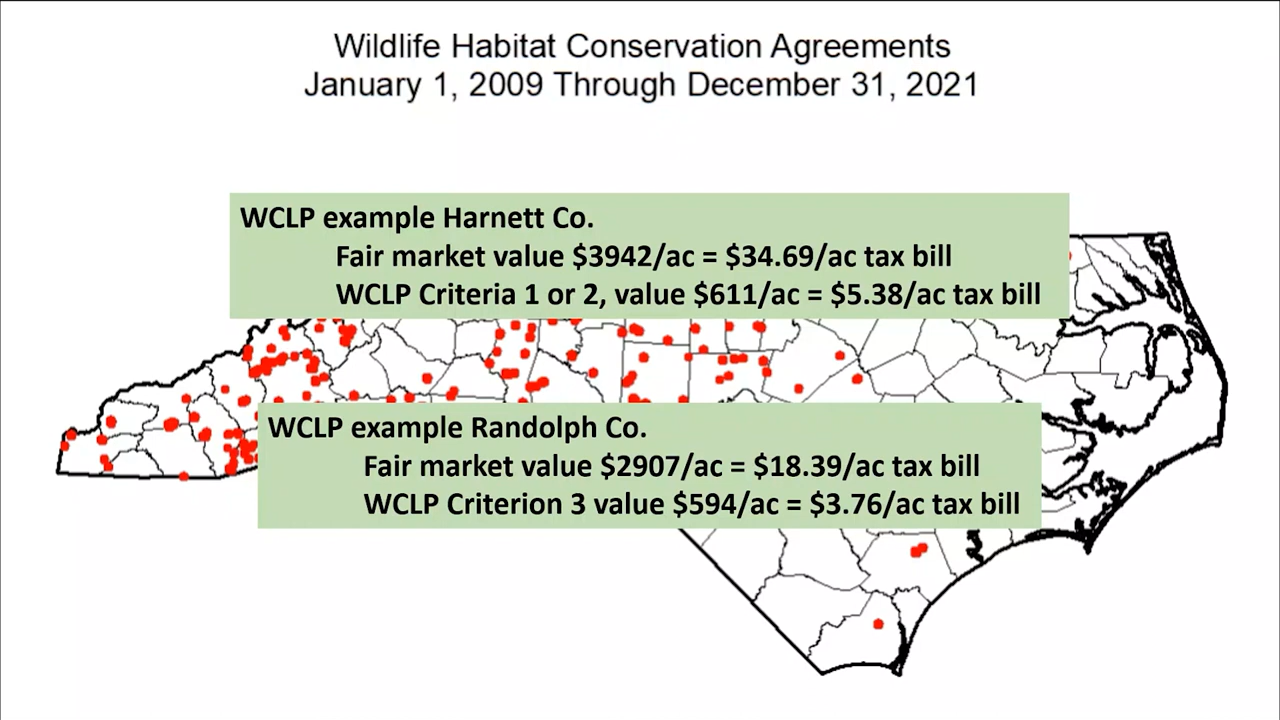 Wildlife Habitat Conservation Agreements
January 1, 2009 Through December 31, 2021
WCLP example Harnett Co.
Fair market value $3942/ac = $34.69/ac tax bill
WCLP Criteria 1 or 2, value $611/ac = $5.38/ac tax bill
WCLP example Randolph Co.
Fair market value $2907/ac = $18.39/ac tax bill
WCLP Criterion 3 value $594/ac = $3.76/ac tax bill